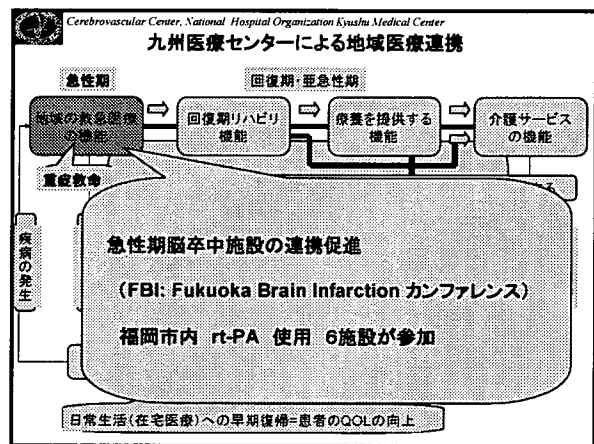 Cerebrovascular Center, National Hospital Organization Kyushu Medical Center
九州医療センターによる地域医療連携
急性期
回復期・亜急性期
地域の救急医療
の機能
回復期リハビリ
機能
療養を提供する
機能
介護サービス
の機能
重症救命
疾病の発生
急性期脳卒中施設の連携促進
(FBI: Fukuoka Brain Infarction カンファレンス)
福岡市内 rt-PA 使用 6施設が参加
日常生活(在宅医療)への早期復帰=患者のQOLの向上